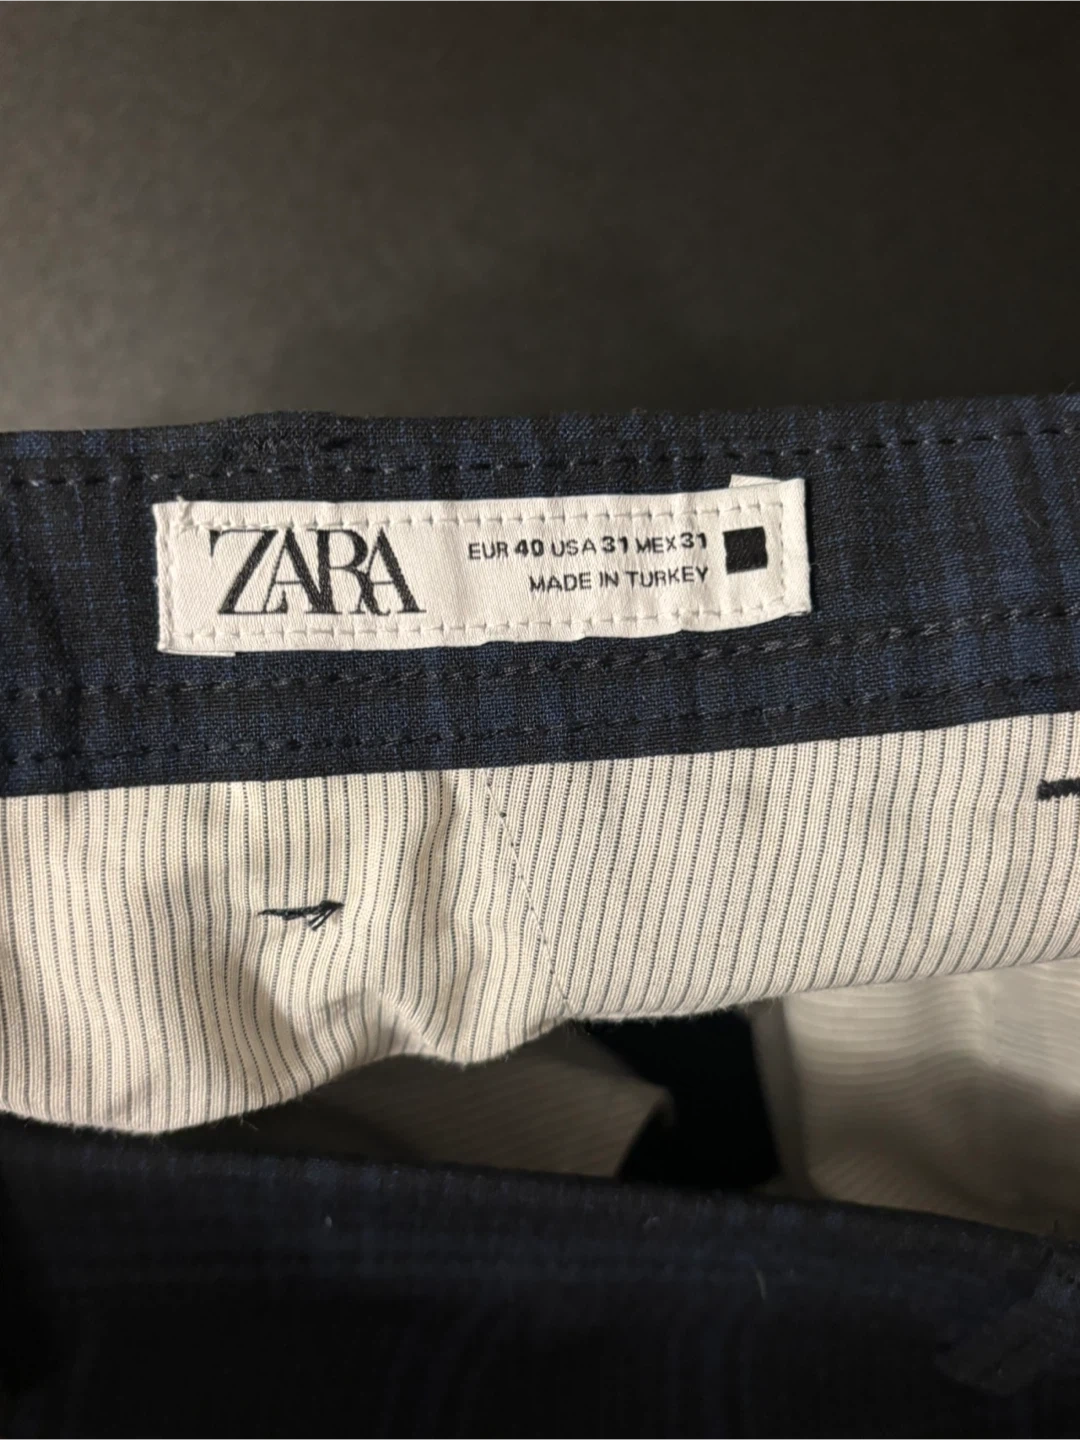 ZARA
EUR 40 USA 31 MEX 31
MADE IN TURKEY